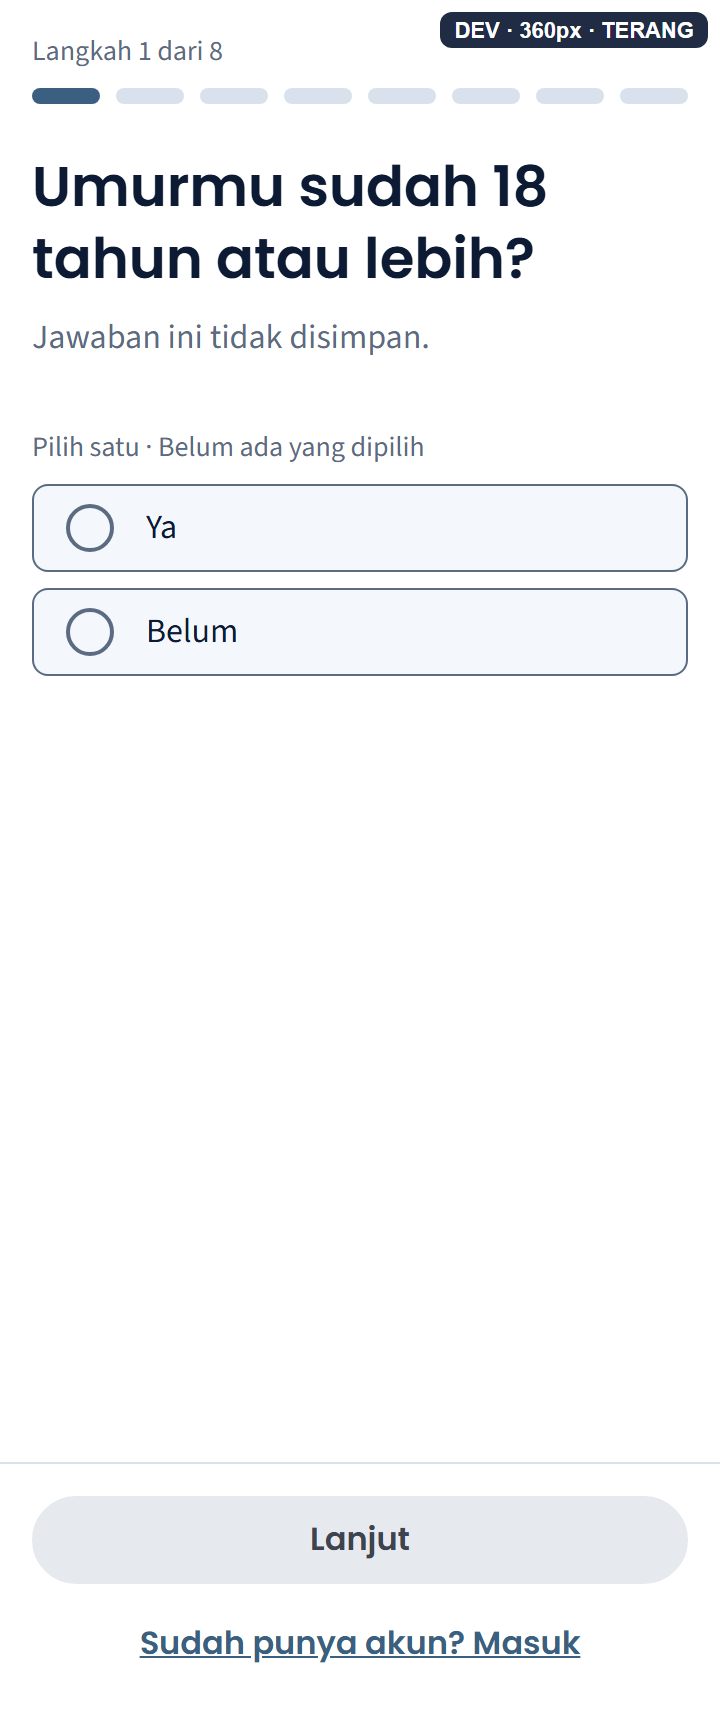 DEV · 360px · TERANG
Langkah 1 dari 8
Umurmu sudah 18
tahun atau lebih?
Jawaban ini tidak disimpan.
Pilih satu · Belum ada yang dipilih
Ya
Belum
Lanjut
Sudah punya akun? Masuk